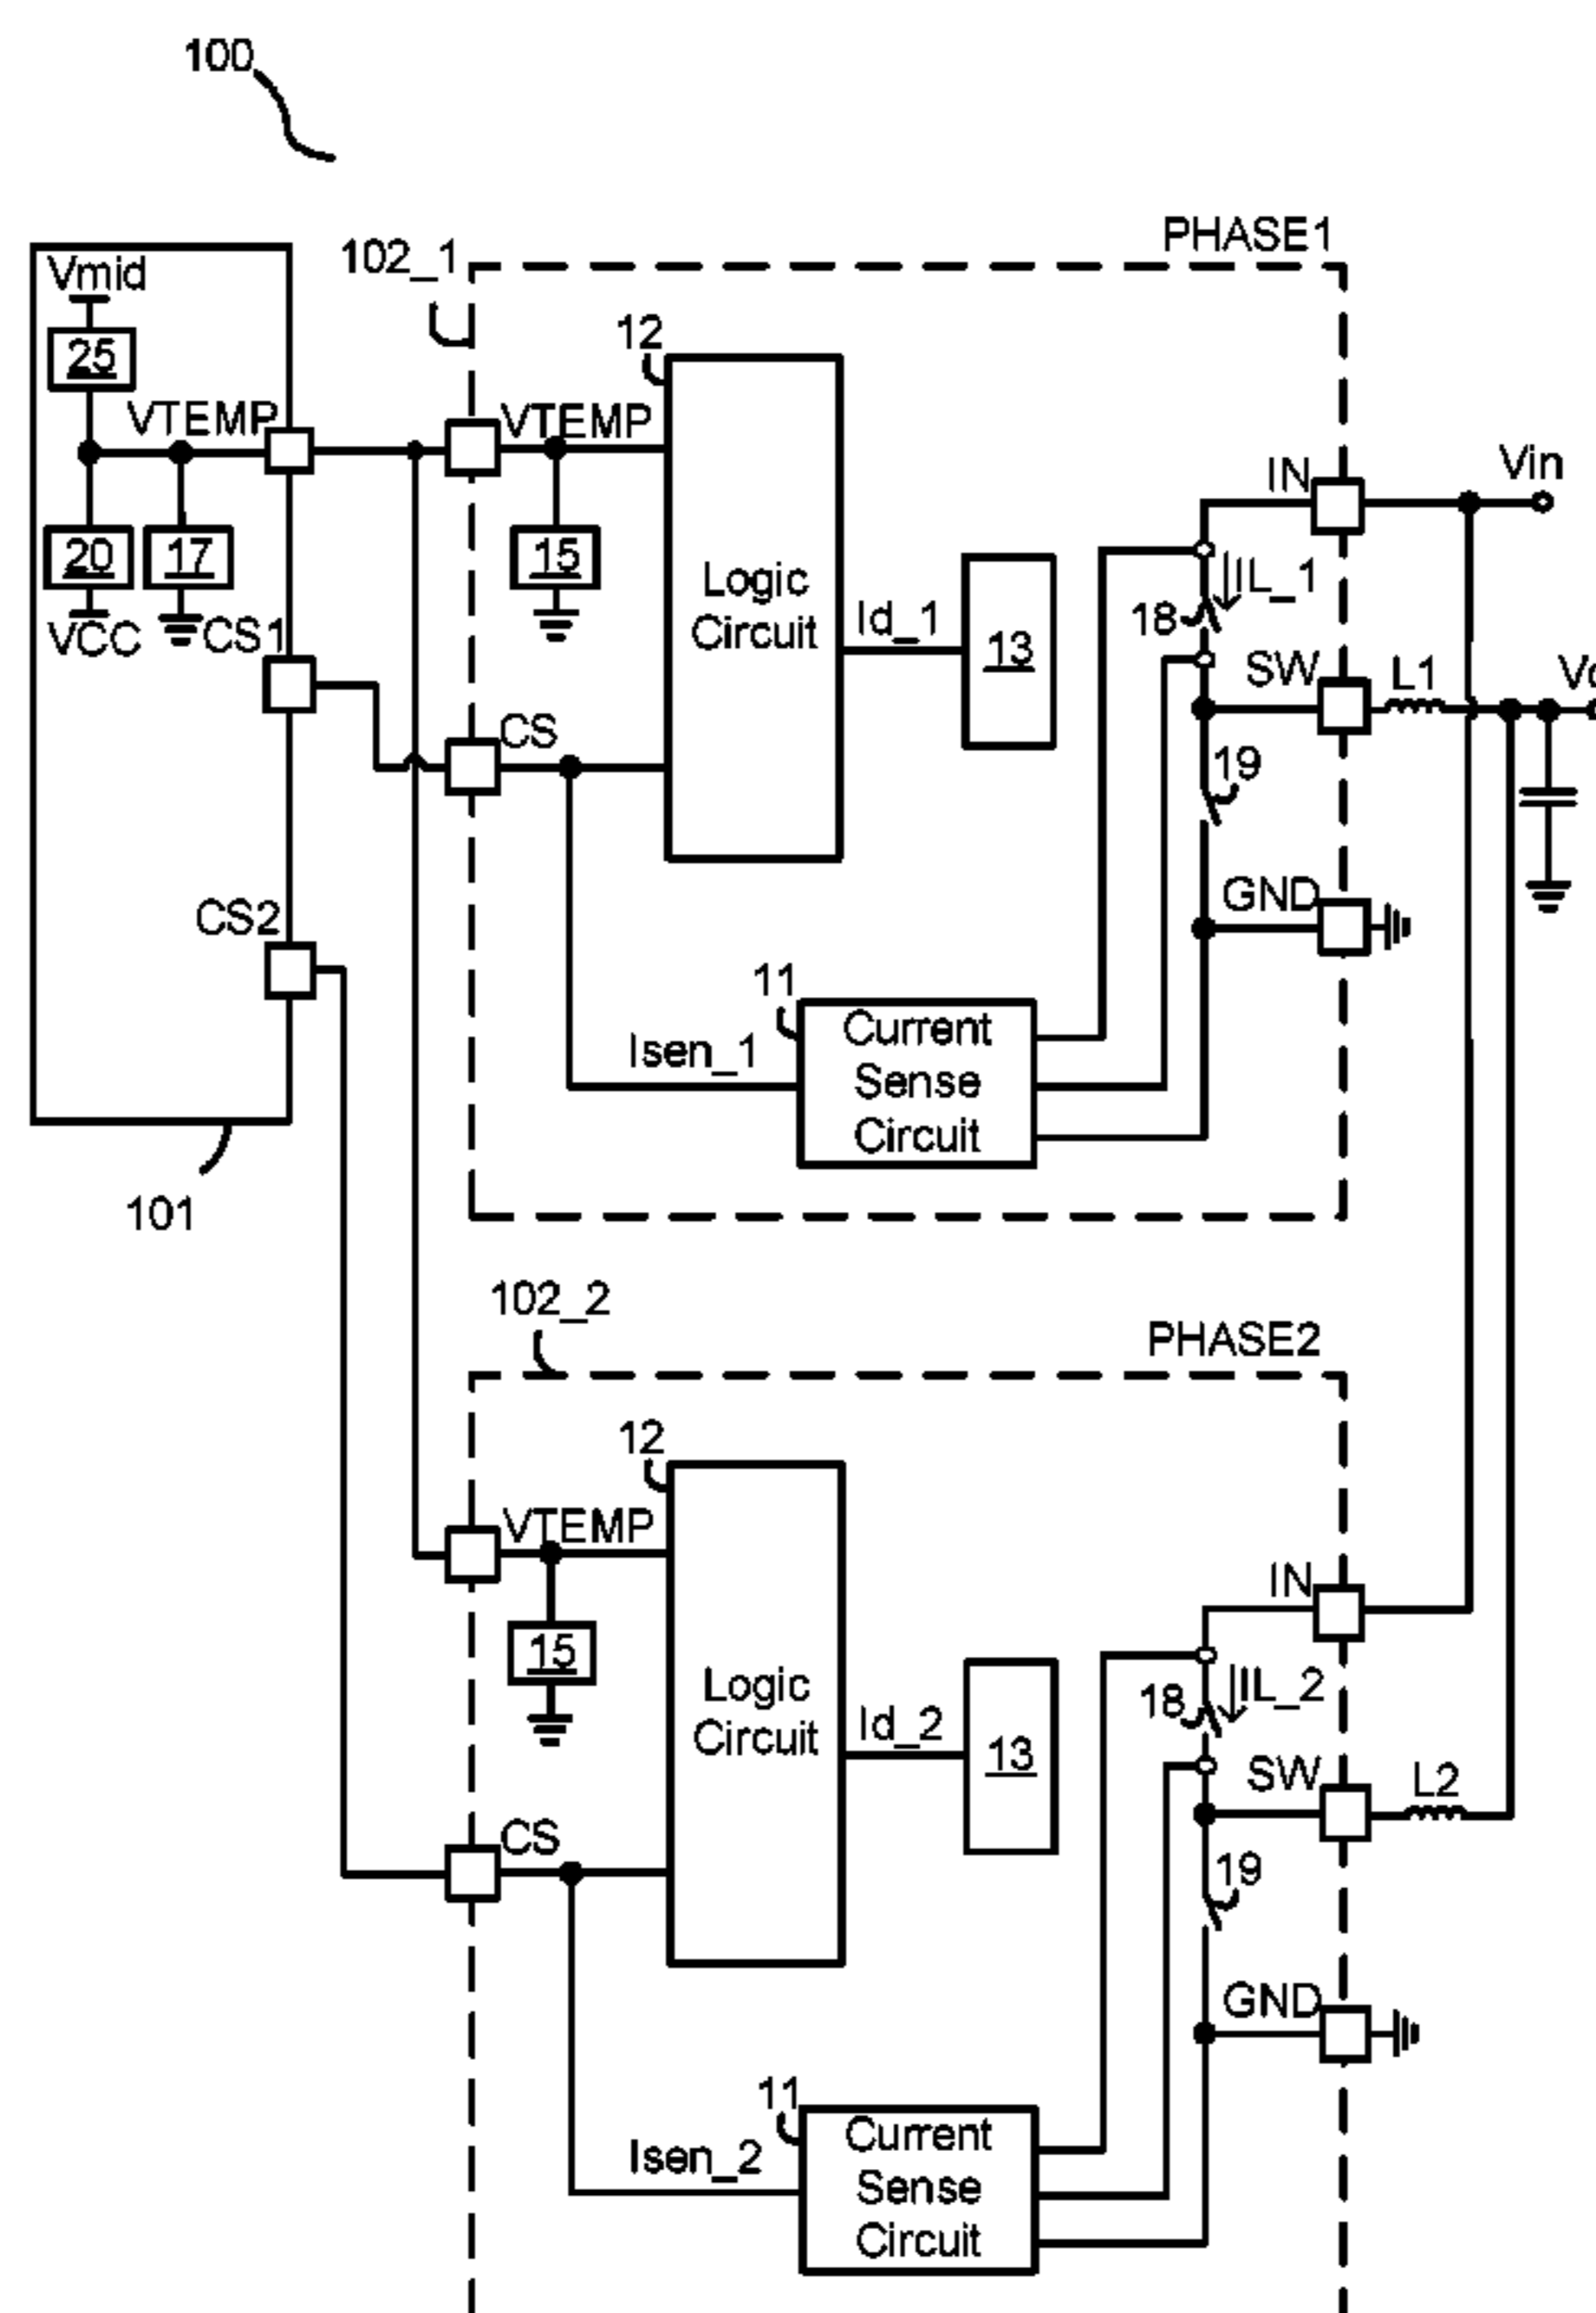 100
PHASE1
102_1
Vmid
12
25
VTEMP
VTEMP
IN
Vin
20
17
15
Logic
Circuit
Id_1
13
IL_1
18
VCC
CS1
SW
L1
CS
19
CS2
GND
11
Current
Sense
Circuit
Isen_1
101
102_2
PHASE2
12
VTEMP
IN
15
Logic
Circuit
Id_2
13
IL_2
18
SW
L2
CS
19
GND
11
Current
Sense
Circuit
Isen_2